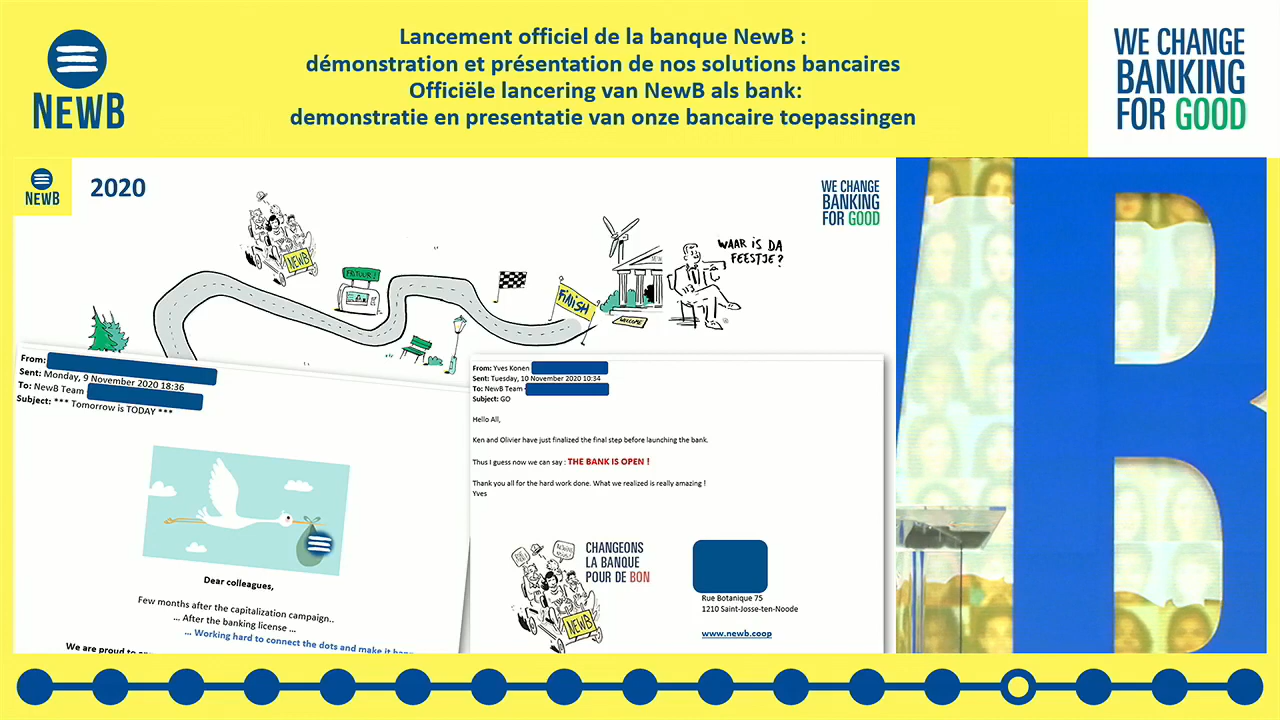 NEWB
Lancement officiel de la banque NewB :
démonstration et présentation de nos solutions bancaires
Officiële lancering van NewB als bank:
demonstratie en presentatie van onze bancaire toepassingen
WE CHANGE
BANKING
FOR GOOD
NEWB
2020
WE CHANGE
BANKING
FOR GOOD
NEWB
FRITUUR !
FINISH
WELCOME
WAAR IS DA
FEESTJE?
From:
Sent: Monday, 9 November 2020 18:36
To: NewB Team
Subject: *** Tomorrow is TODAY ***
Dear colleagues,
Few months after the capitalization campaign..
... After the banking license ...
... Working hard to connect the dots and make it
We are proud to
From: Yves Konen
Sent: Tuesday, 10 November 2020 10:34
To: NewB Team
Subject: GO
Hello All,
Ken and Olivier have just finalized the final step before launching the bank.
Thus I guess now we can say : THE BANK IS OPEN !
Thank you all for the hard work done. What we realized is really amazing !
Yves
NEWB
CHANGEONS
LA BANQUE
POUR DE BON
Rue Botanique 75
1210 Saint-Josse-ten-Noode
www.newb.coop
B